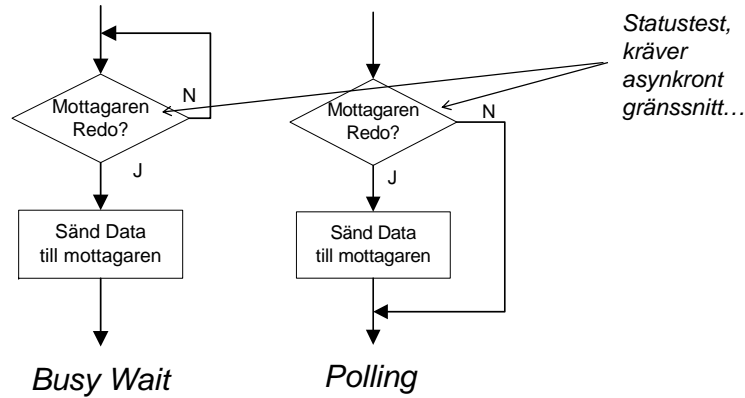 Statustest,
kräver
asynkront
gränssnitt…
N
Mottagaren
Redo?
J
Sänd Data
till mottagaren
Busy Wait
Mottagaren
Redo?
N
J
Sänd Data
till mottagaren
Polling